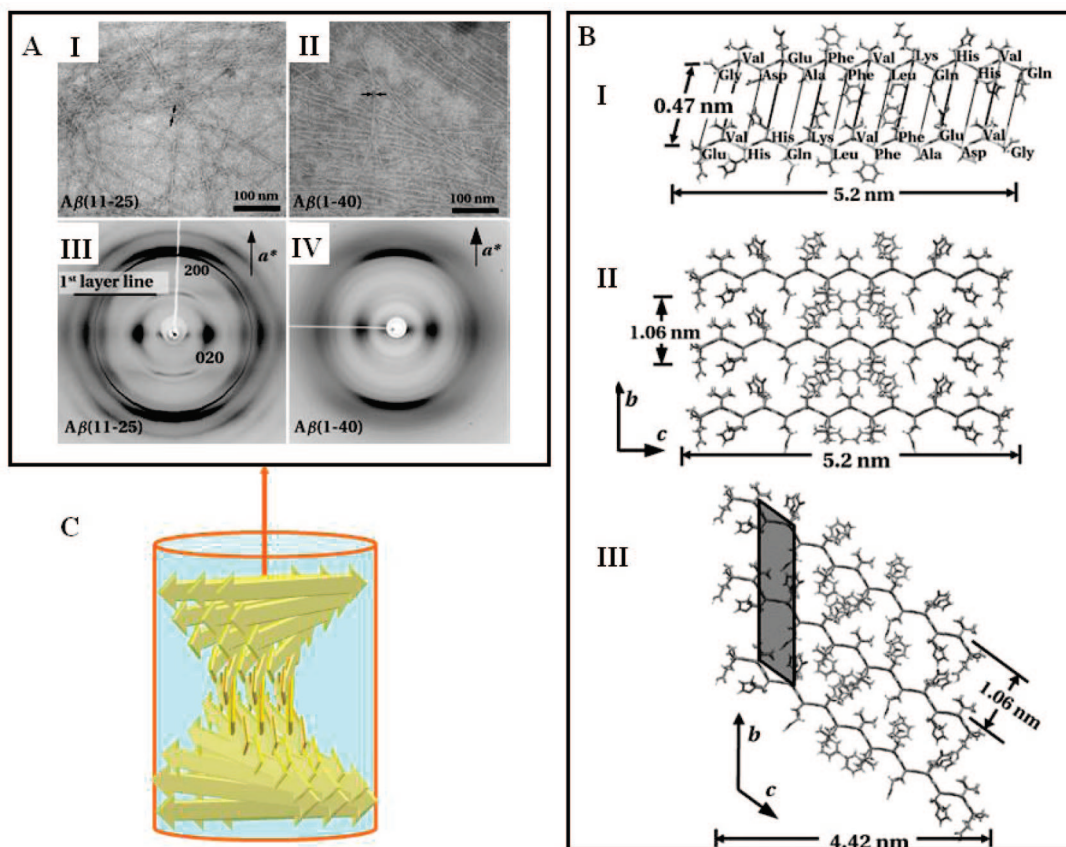 A
I
II
Aβ(11-25)
100 nm
Aβ(1-40)
100 nm
III
a*
200
1st layer line
020
Aβ(11-25)
IV
a*
Aβ(1-40)
B
I
Val Glu Phe Val Lys His Val
Gly Asp Ala Phe Leu Gln His Gln
0.47 nm
Val His Lys Val Phe Glu Val
Glu His Gln Leu Phe Ala Asp Gly
5.2 nm
II
1.06 nm
b
c
5.2 nm
III
1.06 nm
b
c
4.42 nm
C